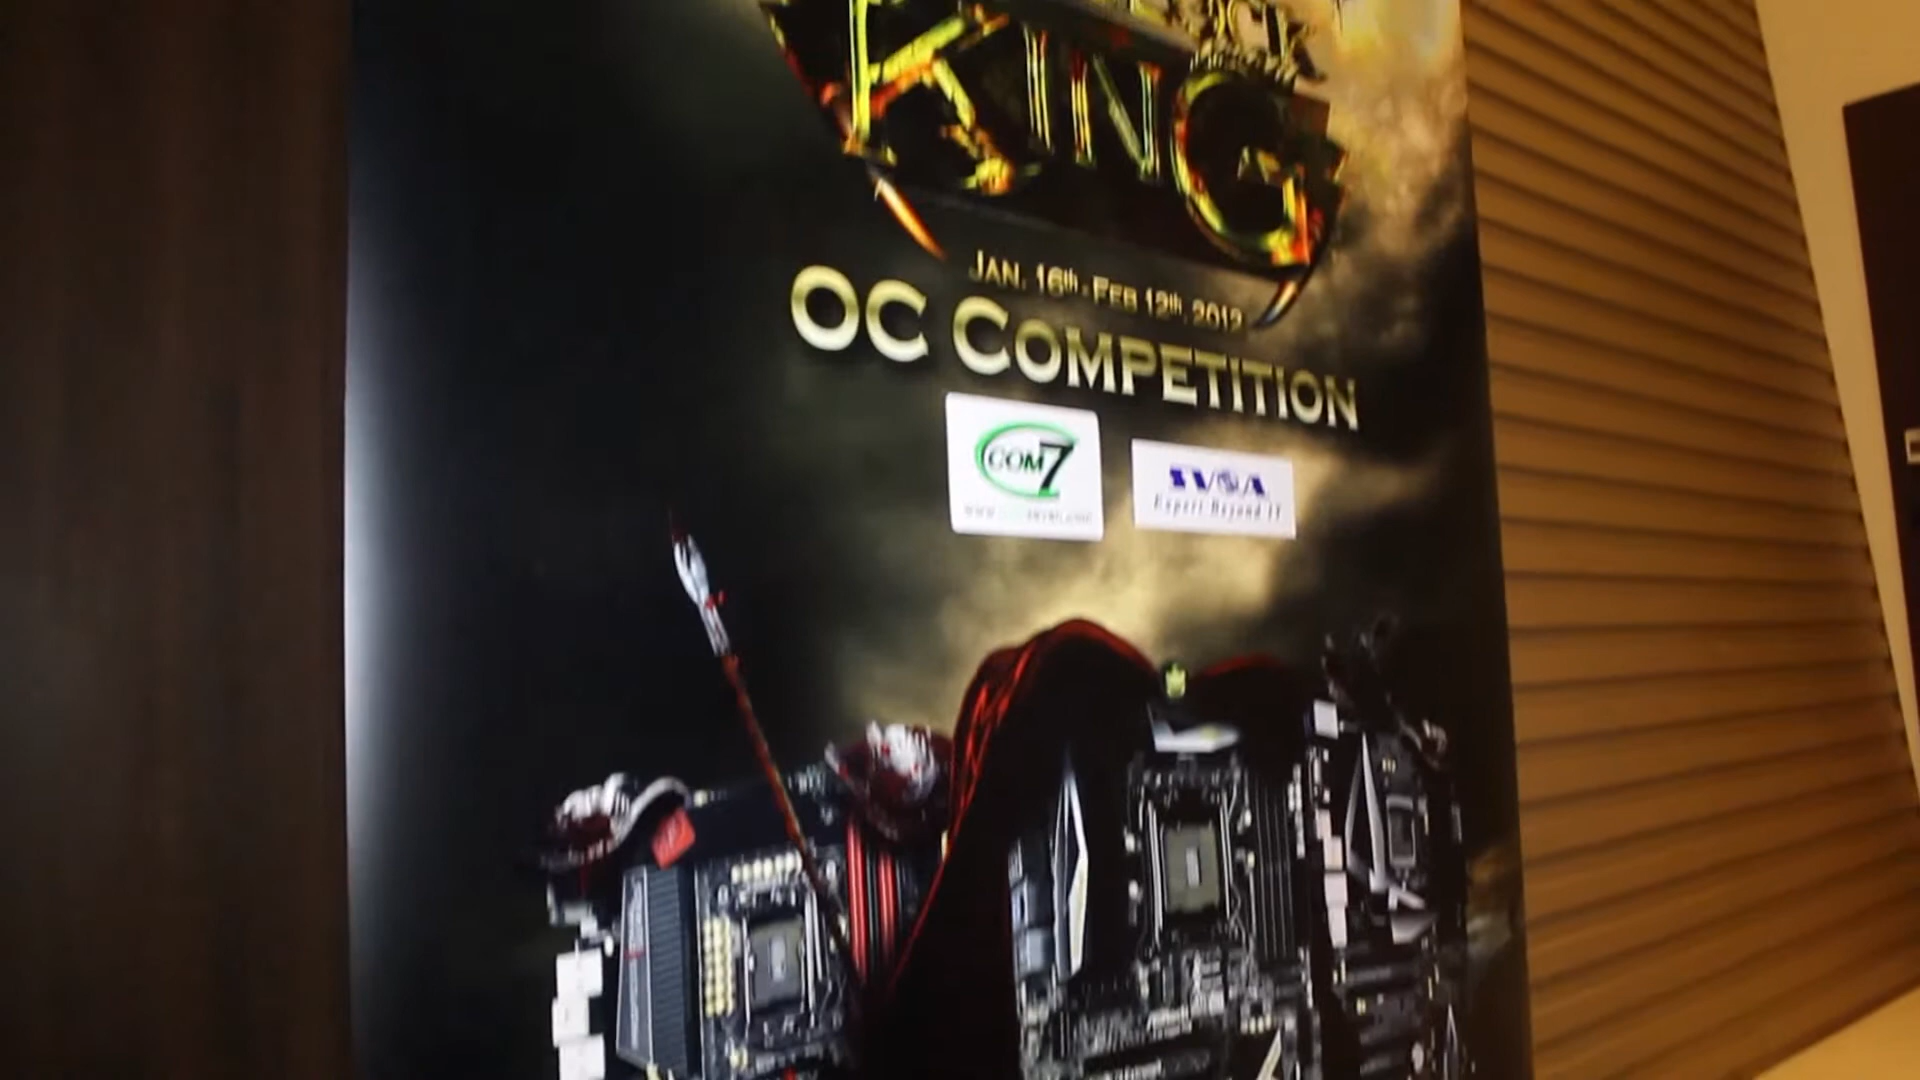 KING
JAN. 16th - FEB 12th, 2012
OC COMPETITION
COM7
SVOA
Expert Beyond IT